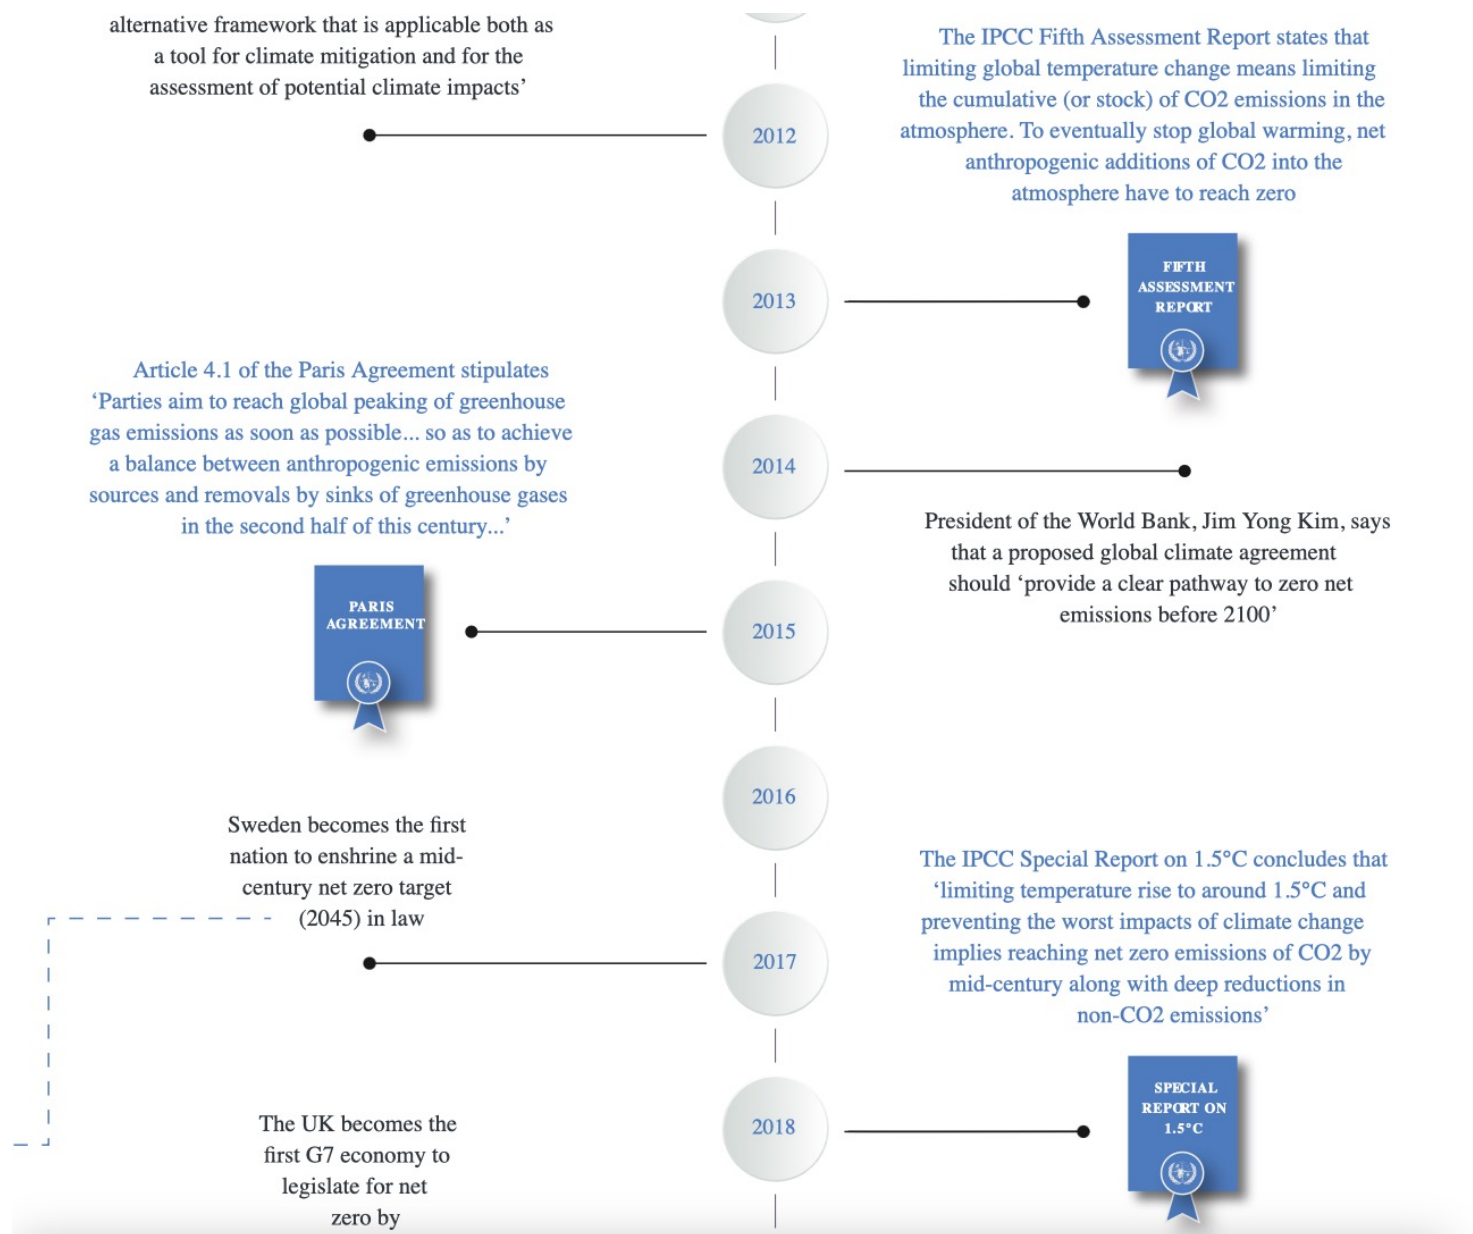 alternative framework that is applicable both as
a tool for climate mitigation and for the
assessment of potential climate impacts’
2012
The IPCC Fifth Assessment Report states that
limiting global temperature change means limiting
the cumulative (or stock) of CO2 emissions in the
atmosphere. To eventually stop global warming, net
anthropogenic additions of CO2 into the
atmosphere have to reach zero
2013
FIFTH
ASSESSMENT
REPORT
2014
President of the World Bank, Jim Yong Kim, says
that a proposed global climate agreement
should ‘provide a clear pathway to zero net
emissions before 2100’
Article 4.1 of the Paris Agreement stipulates
‘Parties aim to reach global peaking of greenhouse
gas emissions as soon as possible... so as to achieve
a balance between anthropogenic emissions by
sources and removals by sinks of greenhouse gases
in the second half of this century...’
PARIS
AGREEMENT
2015
2016
Sweden becomes the first
nation to enshrine a mid-
century net zero target
(2045) in law
2017
The IPCC Special Report on 1.5°C concludes that
‘limiting temperature rise to around 1.5°C and
preventing the worst impacts of climate change
implies reaching net zero emissions of CO2 by
mid-century along with deep reductions in
non-CO2 emissions’
2018
SPECIAL
REPORT ON
1.5°C
The UK becomes the
first G7 economy to
legislate for net
zero by